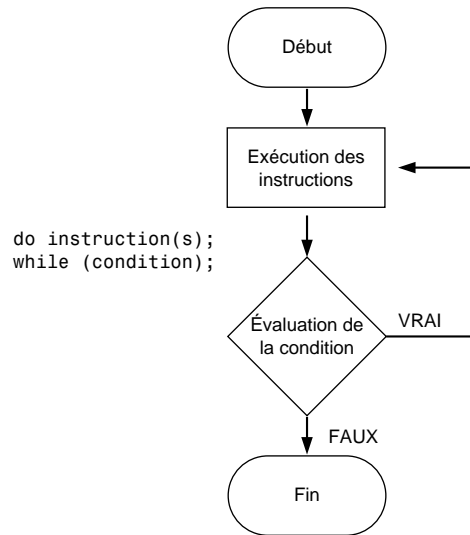 Début
Exécution des
instructions
do instruction(s);
while (condition);
Évaluation de
la condition
VRAI
FAUX
Fin